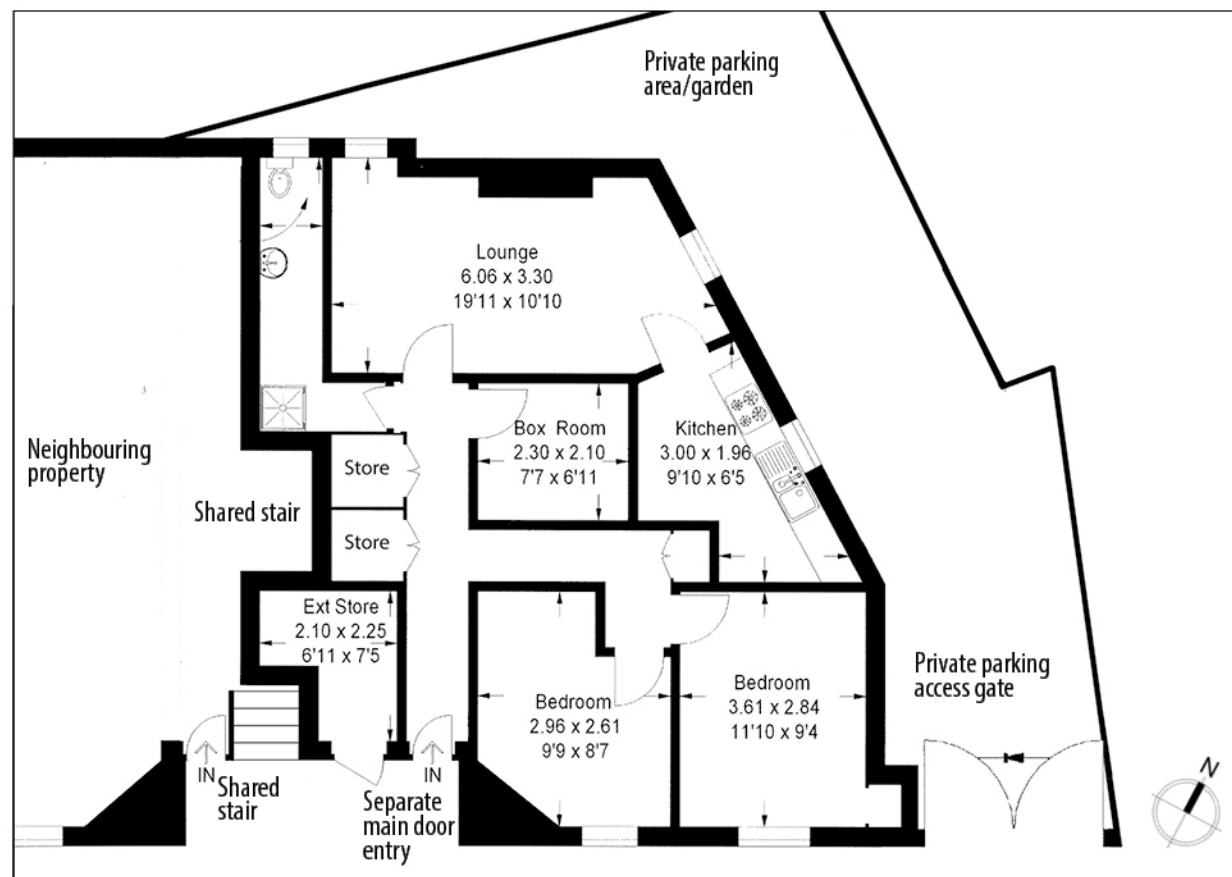 Private parking
area/garden
Lounge
6.06 x 3.30
19'11 x 10'10
Neighbouring
property
Shared stair
Store
Store
Box Room
2.30 x 2.10
7'7 x 6'11
Kitchen
3.00 x 1.96
9'10 x 6'5
Ext Store
2.10 x 2.25
6'11 x 7'5
Bedroom
2.96 x 2.61
9'9 x 8'7
Bedroom
3.61 x 2.84
11'10 x 9'4
Private parking
access gate
IN
Shared
stair
Separate
main door
entry
IN
N